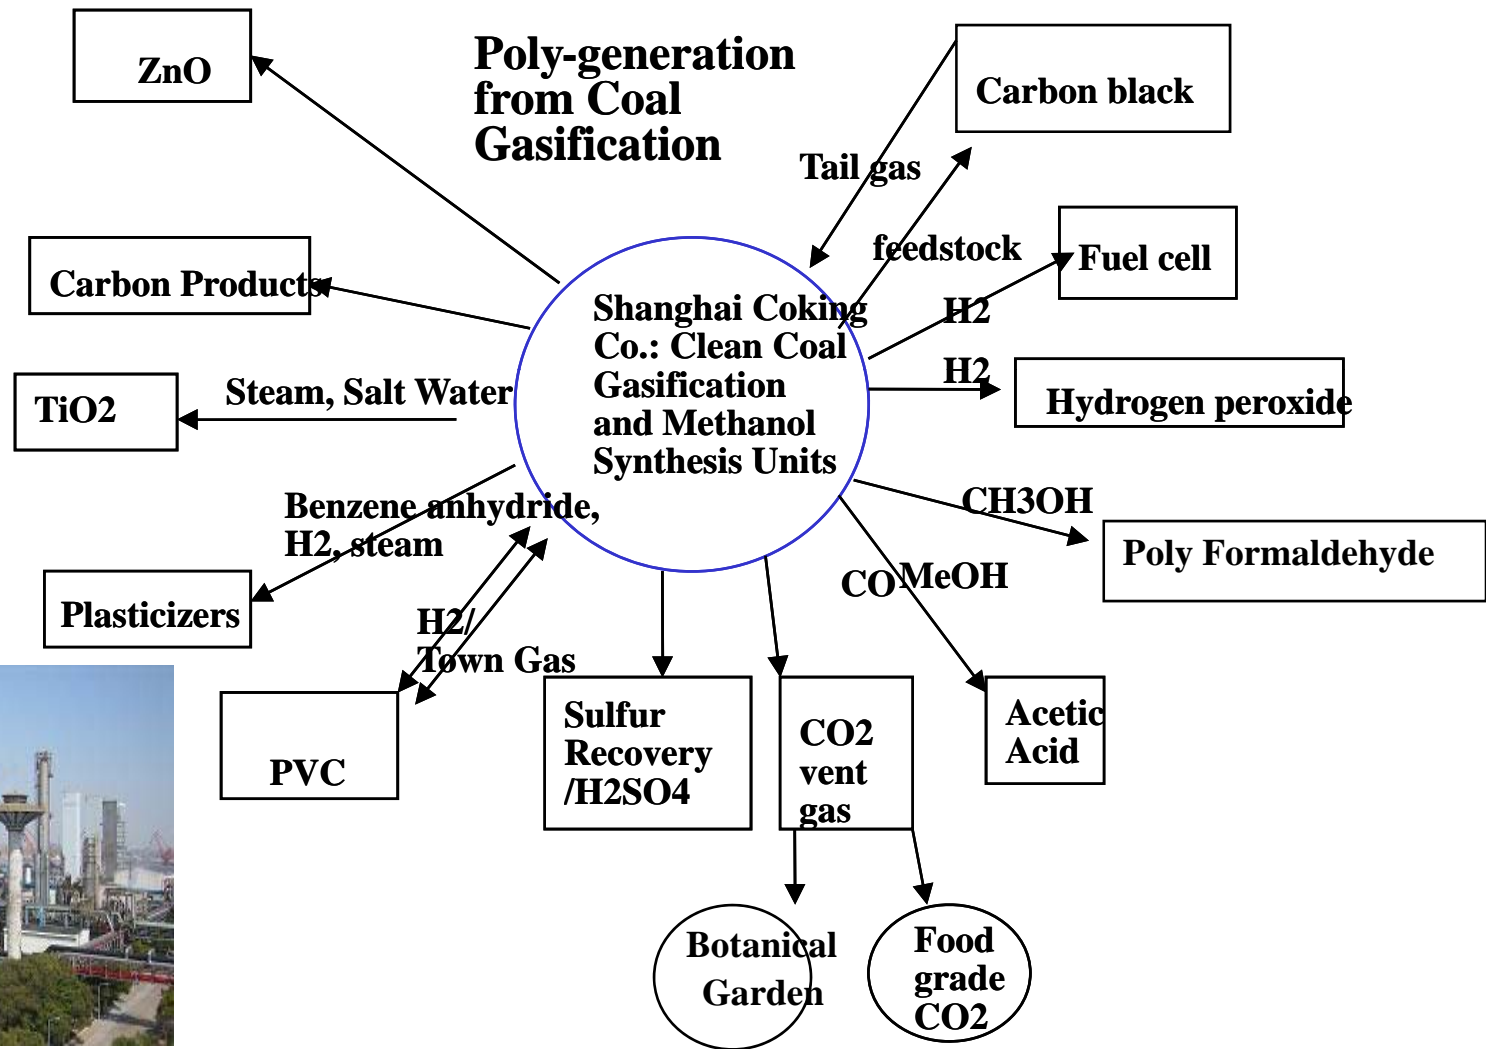 ZnO
Poly-generation
from Coal
Gasification
Carbon black
Tail gas
feedstock
Fuel cell
Carbon Products
Shanghai Coking
Co.: Clean Coal
Gasification
and Methanol
Synthesis Units
H2
H2
Hydrogen peroxide
TiO2
Steam, Salt Water
Benzene anhydride,
H2, steam
CH3OH
Poly Formaldehyde
CO
MeOH
Plasticizers
H2/
Town Gas
PVC
Sulfur
Recovery
/H2SO4
CO2
vent
gas
Acetic
Acid
Botanical
Garden
Food
grade
CO2